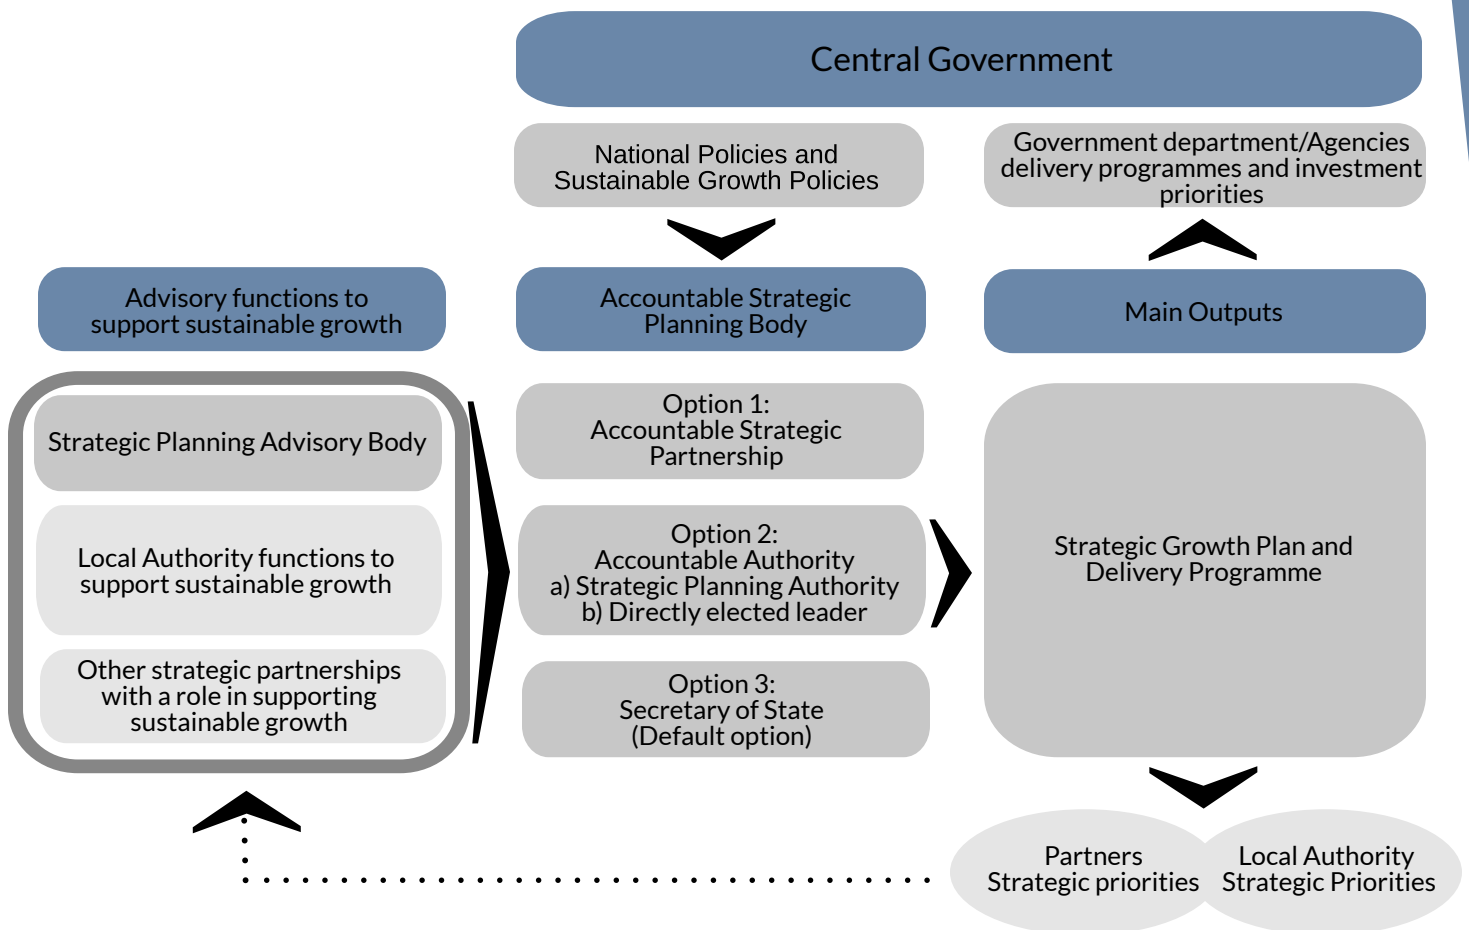 Central Government
National Policies and
Sustainable Growth Policies
Government department/Agencies
delivery programmes and investment
priorities
Advisory functions to
support sustainable growth
Accountable Strategic
Planning Body
Main Outputs
Strategic Planning Advisory Body
Local Authority functions to
support sustainable growth
Other strategic partnerships
with a role in supporting
sustainable growth
Option 1:
Accountable Strategic
Partnership
Option 2:
Accountable Authority
a) Strategic Planning Authority
b) Directly elected leader
Option 3:
Secretary of State
(Default option)
Strategic Growth Plan and
Delivery Programme
Partners
Strategic priorities
Local Authority
Strategic Priorities